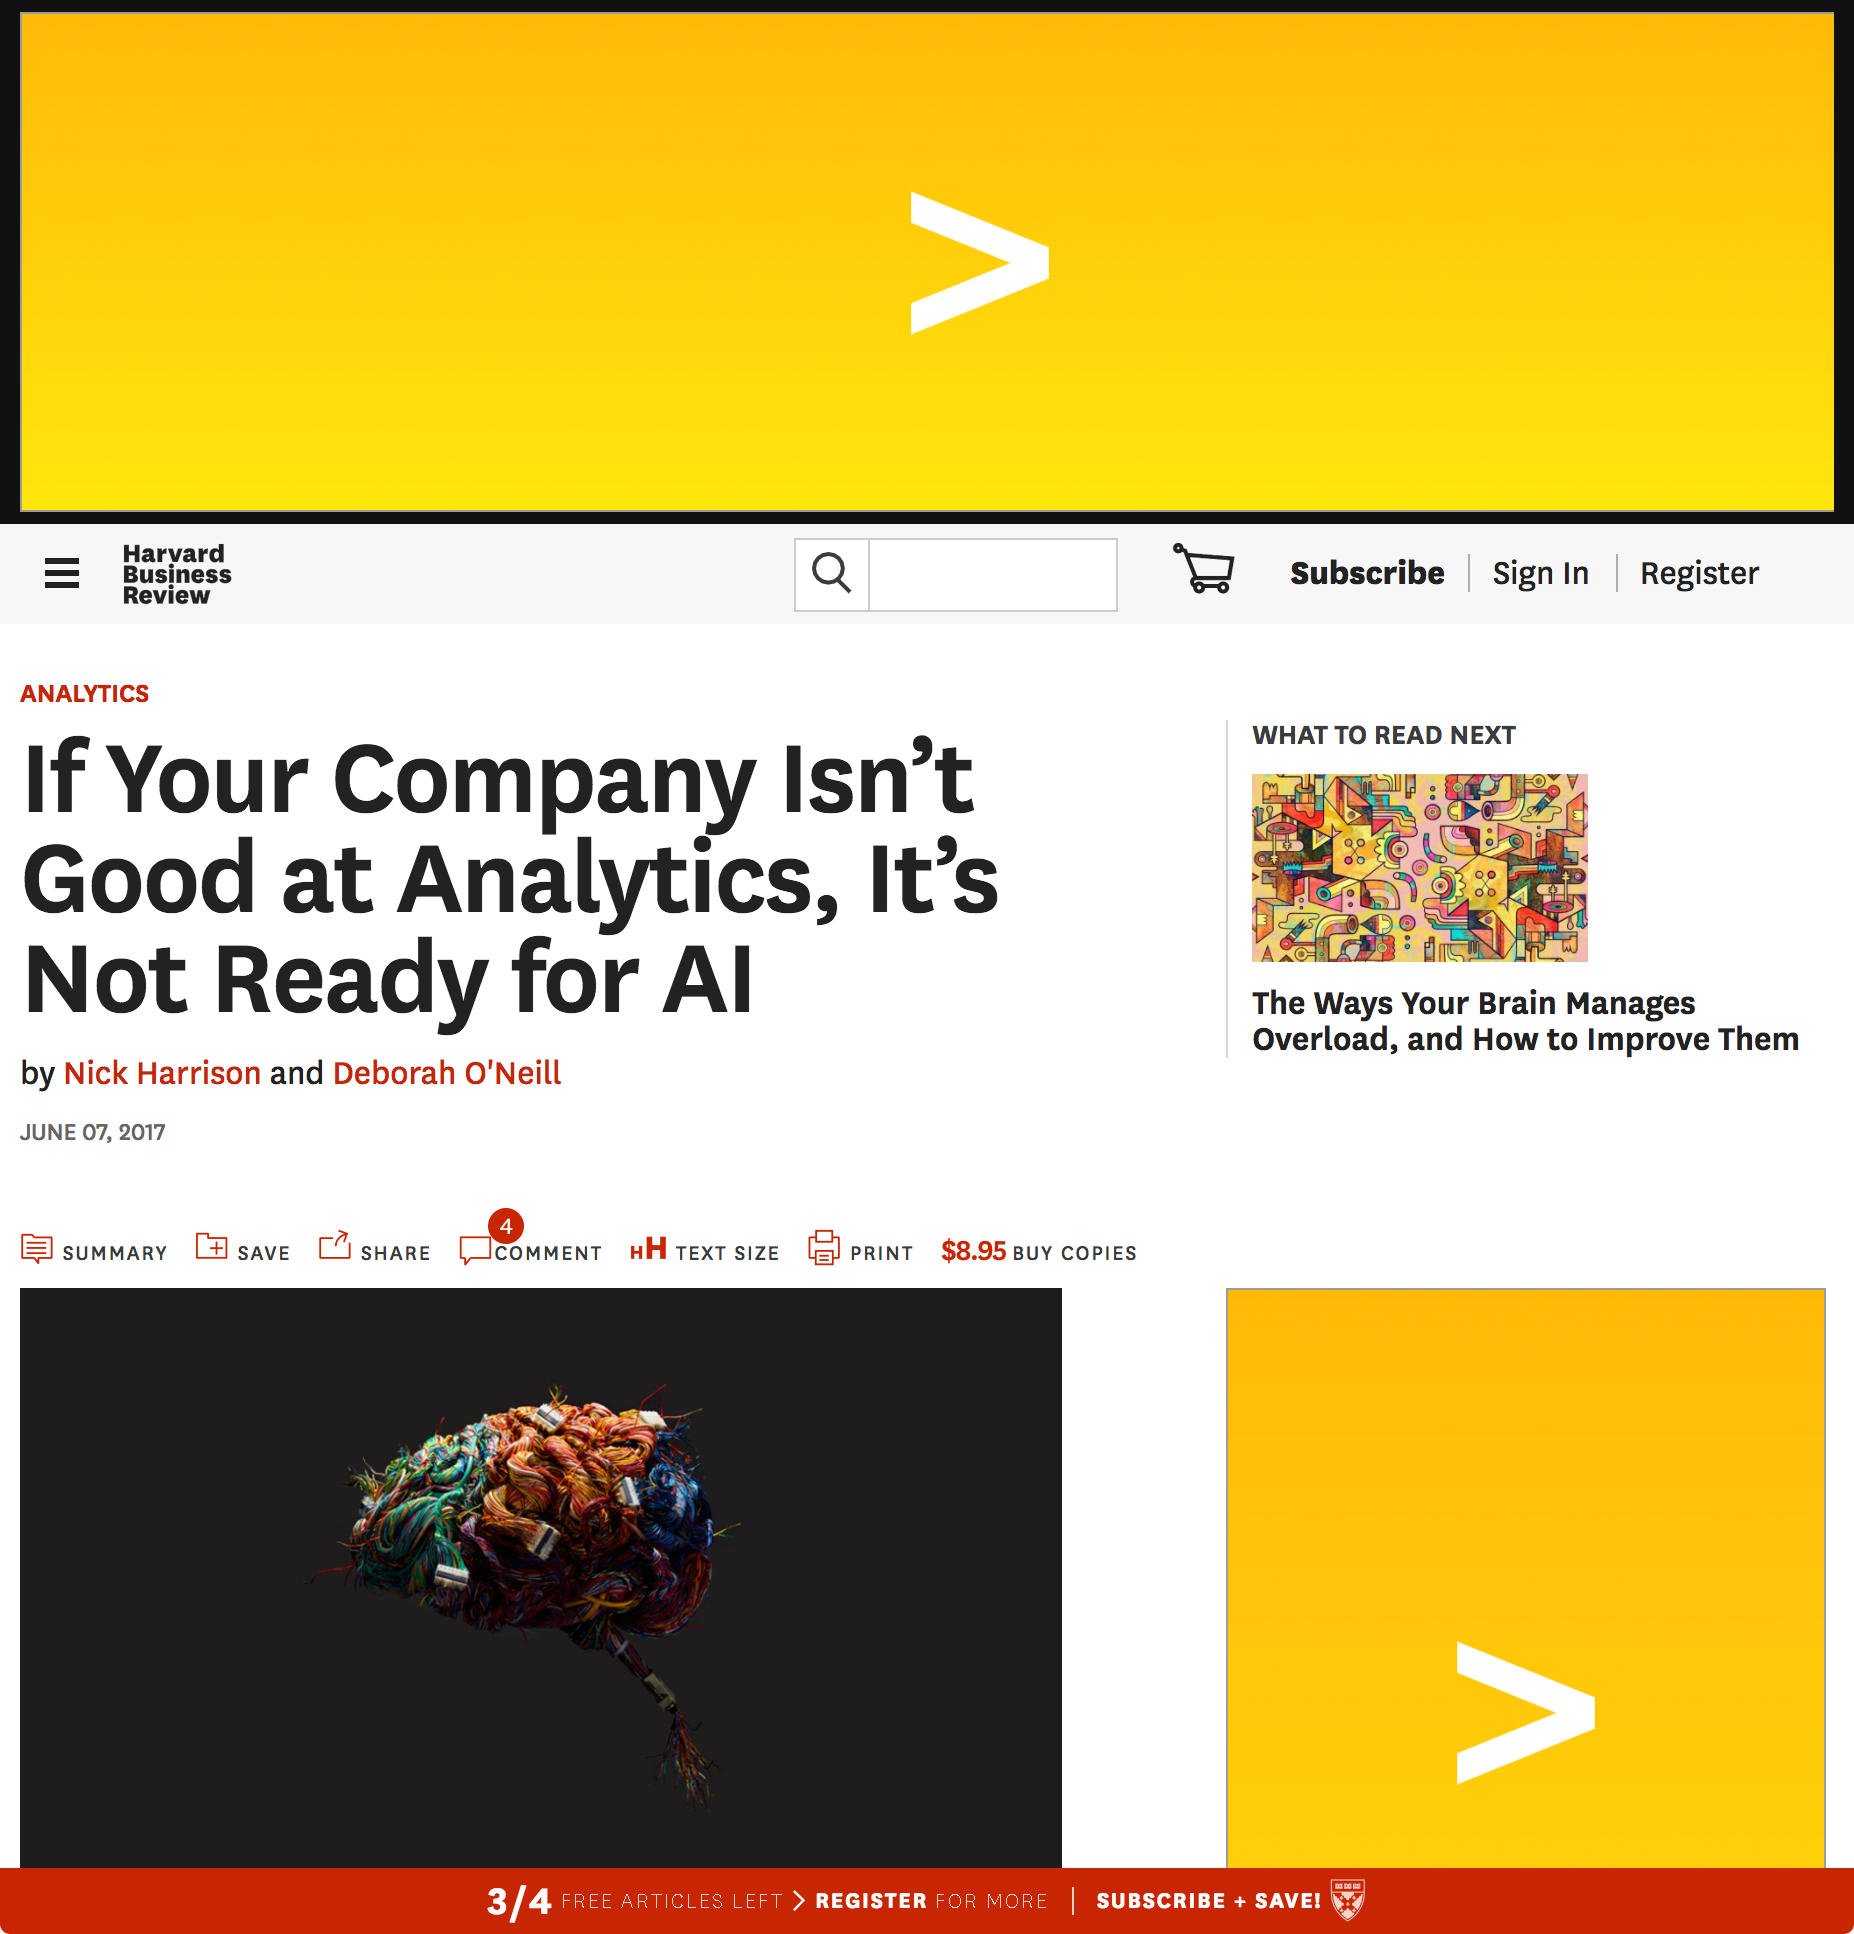 >
Harvard
Business
Review
Subscribe
Sign In
Register
ANALYTICS
If Your Company Isn’t
Good at Analytics, It’s
Not Ready for AI
by Nick Harrison and Deborah O'Neill
JUNE 07, 2017
WHAT TO READ NEXT
The Ways Your Brain Manages
Overload, and How to Improve Them
SUMMARY
SAVE
SHARE
4
COMMENT
HH TEXT SIZE
PRINT
$8.95 BUY COPIES
>
3/4 FREE ARTICLES LEFT > REGISTER FOR MORE | SUBSCRIBE + SAVE!